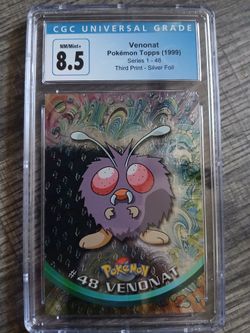 CGC UNIVERSAL GRADE
NM/Mint+
8.5
Venonat
Pokémon Topps (1999)
Series 1 - 48
Third Print - Silver Foil
POKéMON
#48 VENONAT